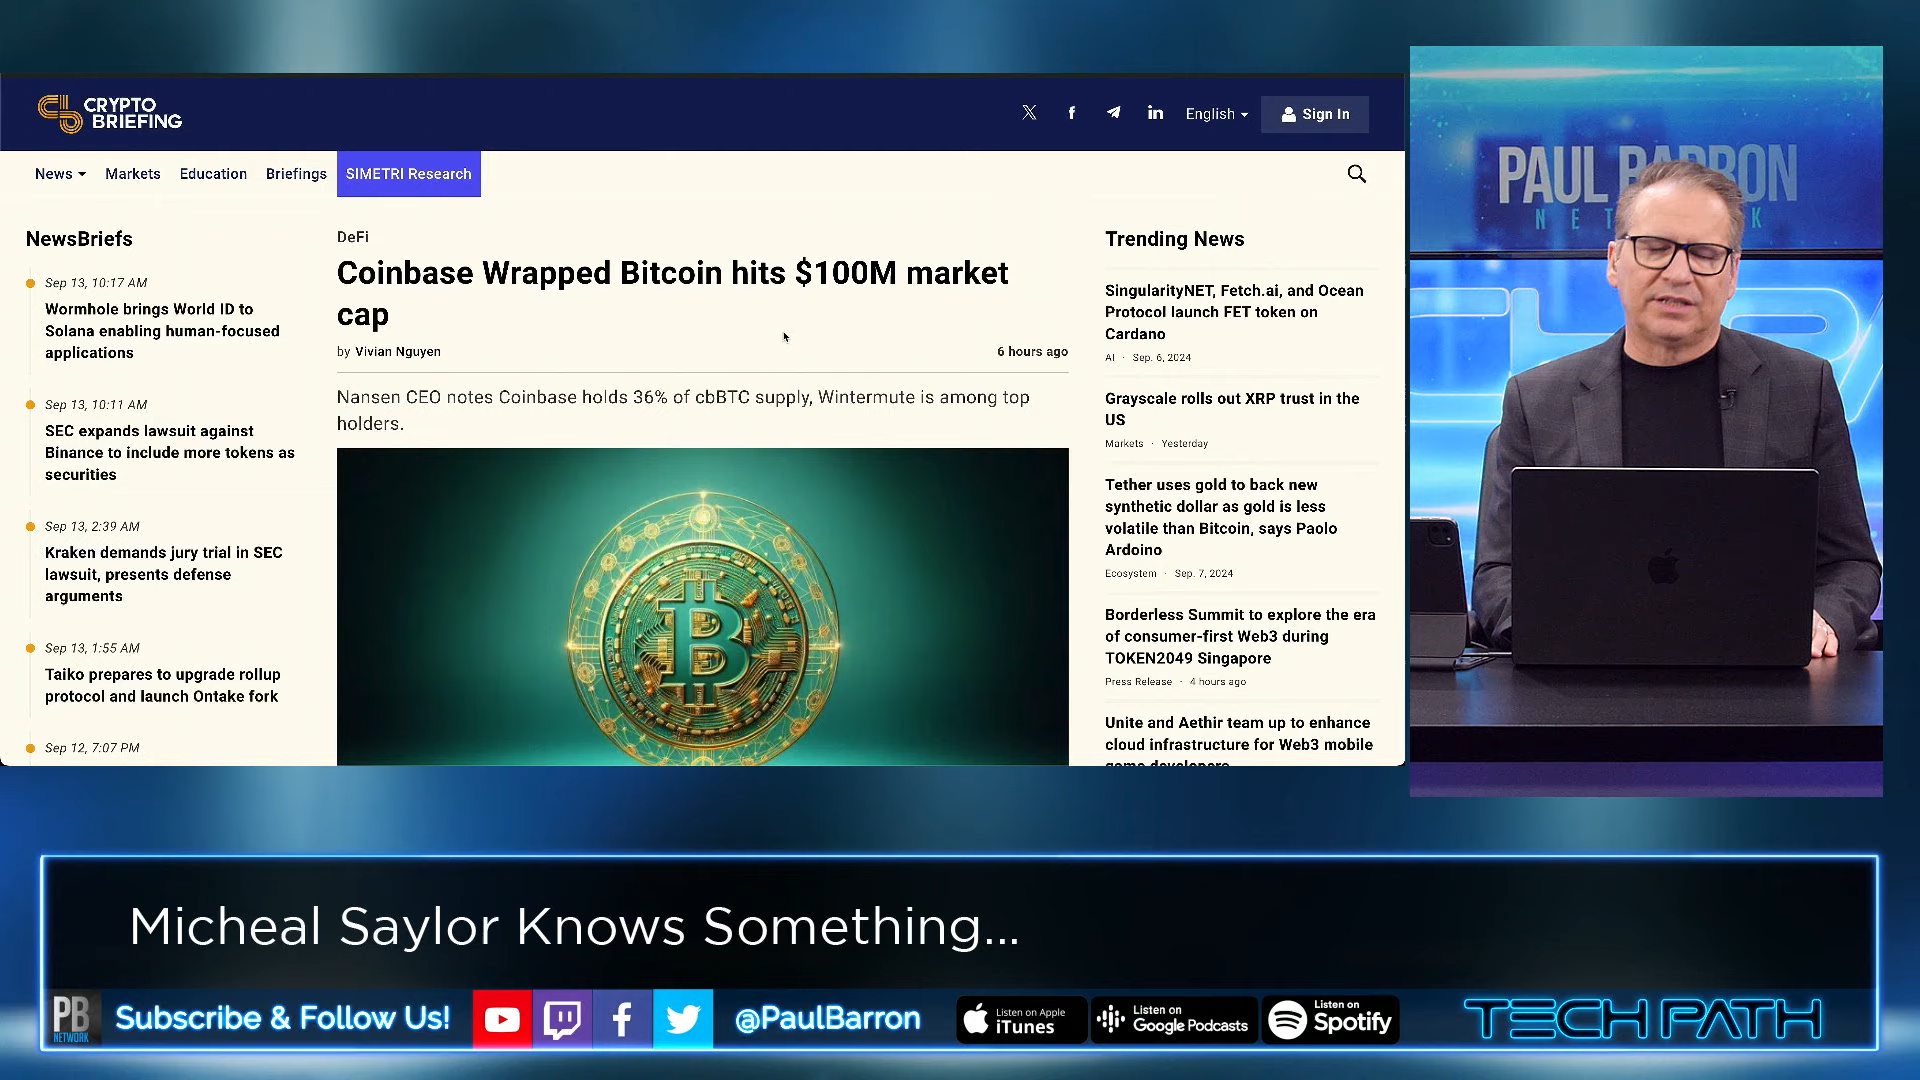 CRYPTO
BRIEFING
English
Sign In
News
Markets
Education
Briefings
SIMETRI Research
NewsBriefs
Sep 13, 10:17 AM
Wormhole brings World ID to
Solana enabling human-focused
applications
Sep 13, 10:11 AM
SEC expands lawsuit against
Binance to include more tokens as
securities
Sep 13, 2:39 AM
Kraken demands jury trial in SEC
lawsuit, presents defense
arguments
Sep 13, 1:55 AM
Taiko prepares to upgrade rollup
protocol and launch Ontake fork
Sep 12, 7:07 PM
DeFi
Coinbase Wrapped Bitcoin hits $100M market
cap
by Vivian Nguyen
6 hours ago
Nansen CEO notes Coinbase holds 36% of cbBTC supply, Wintermute is among top
holders.
Trending News
SingularityNET, Fetch.ai, and Ocean
Protocol launch FET token on
Cardano
AI · Sep. 6, 2024
Grayscale rolls out XRP trust in the
US
Markets · Yesterday
Tether uses gold to back new
synthetic dollar as gold is less
volatile than Bitcoin, says Paolo
Ardoino
Ecosystem · Sep. 7, 2024
Borderless Summit to explore the era
of consumer-first Web3 during
TOKEN2049 Singapore
Press Release · 4 hours ago
Unite and Aethir team up to enhance
cloud infrastructure for Web3 mobile
game developers
PAUL BARRON
NET K
Micheal Saylor Knows Something...
PB
NETWORK
Subscribe & Follow Us!
@PaulBarron
Listen on Apple
iTunes
Listen on
Google Podcasts
Listen on
Spotify
TECH PATH